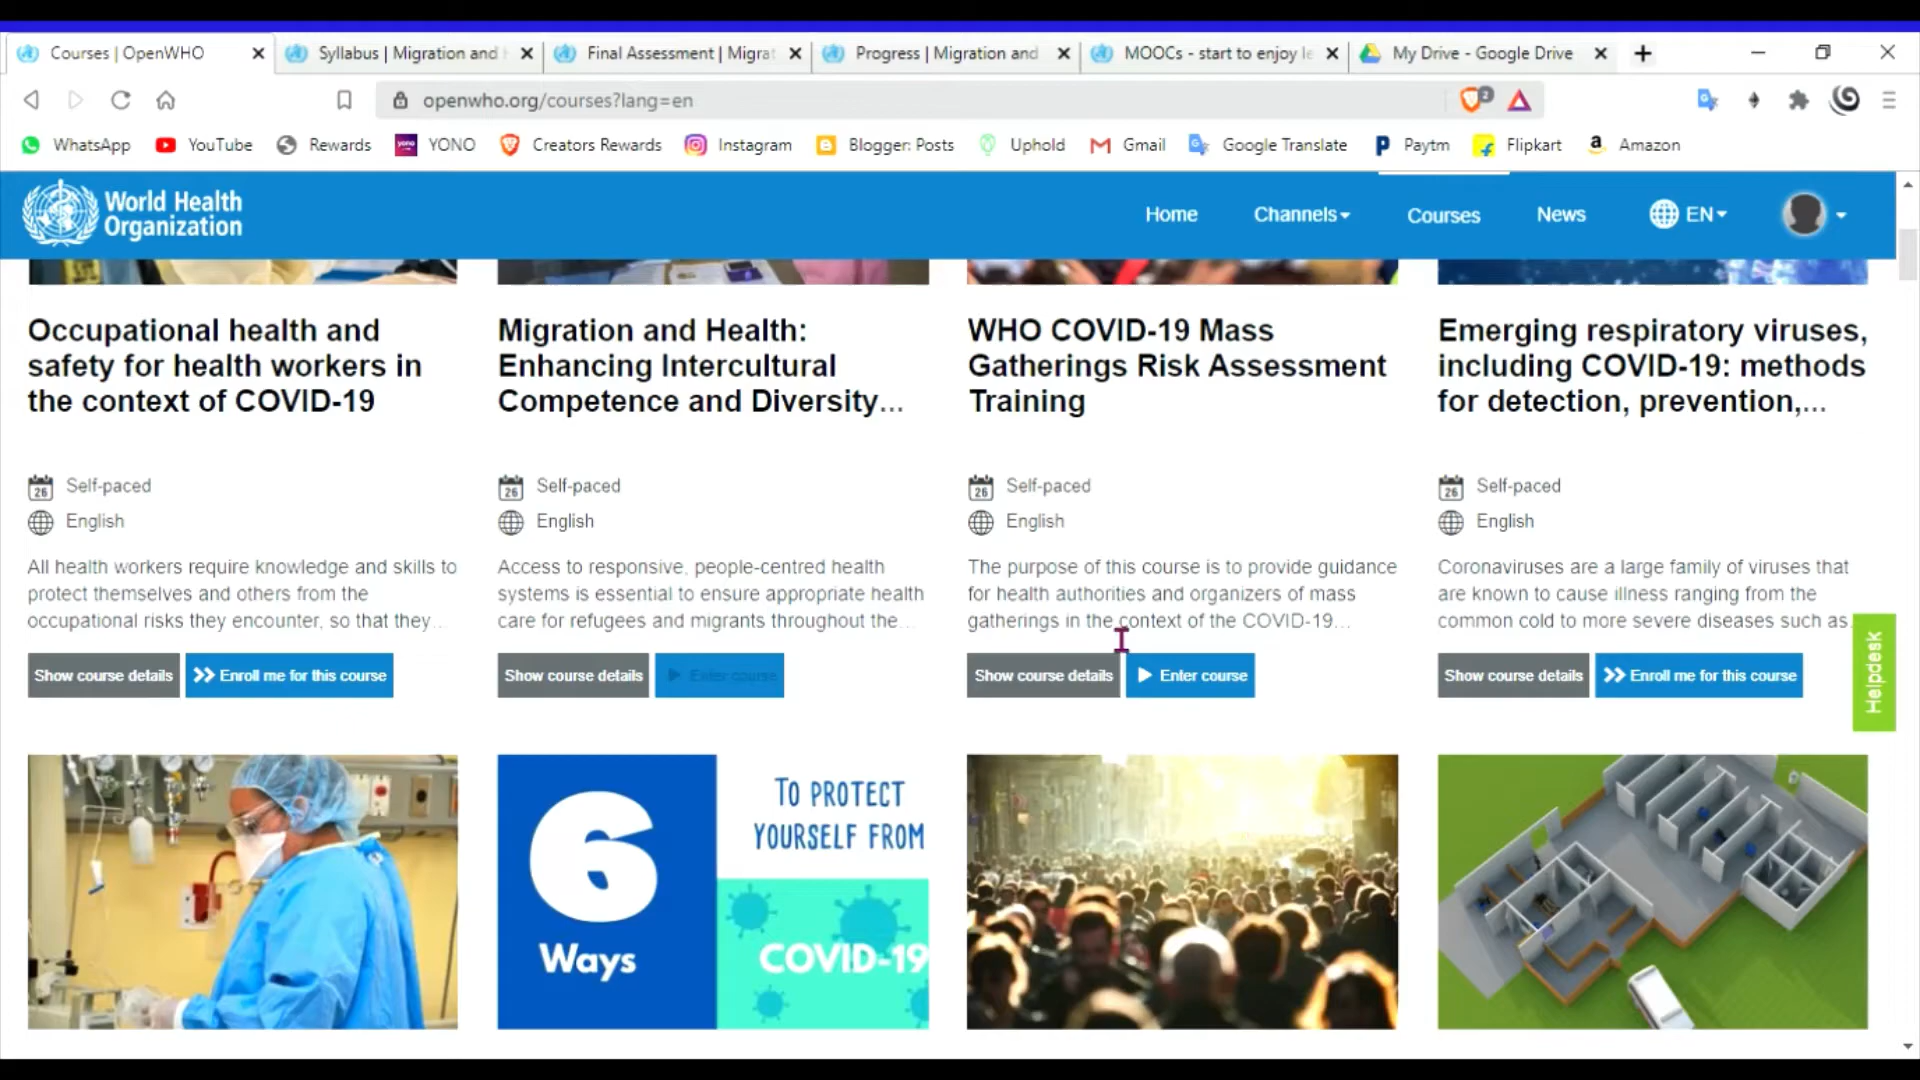 Courses | OpenWHO
Syllabus | Migration and
Final Assessment | Migrat
Progress | Migration and
MOOCs - start to enjoy le
My Drive - Google Drive
openwho.org/courses?lang=en
2
WhatsApp
YouTube
Rewards
yono
YONO
Creators Rewards
Instagram
Blogger: Posts
Uphold
Gmail
Google Translate
Paytm
Flipkart
Amazon
World Health
Organization
Home
Channels
Courses
News
EN
Occupational health and
safety for health workers in
the context of COVID-19
Migration and Health:
Enhancing Intercultural
Competence and Diversity...
WHO COVID-19 Mass
Gatherings Risk Assessment
Training
Emerging respiratory viruses,
including COVID-19: methods
for detection, prevention,...
26 Self-paced
English
26 Self-paced
English
26 Self-paced
English
26 Self-paced
English
All health workers require knowledge and skills to
protect themselves and others from the
occupational risks they encounter, so that they...
Access to responsive, people-centred health
systems is essential to ensure appropriate health
care for refugees and migrants throughout the...
The purpose of this course is to provide guidance
for health authorities and organizers of mass
gatherings in the context of the COVID-19...
Coronaviruses are a large family of viruses that
are known to cause illness ranging from the
common cold to more severe diseases such as...
Show course details
Enroll me for this course
Show course details
Enter course
Show course details
Enter course
Show course details
Enroll me for this course
Helpdesk
6
Ways
TO PROTECT
YOURSELF FROM
COVID-19